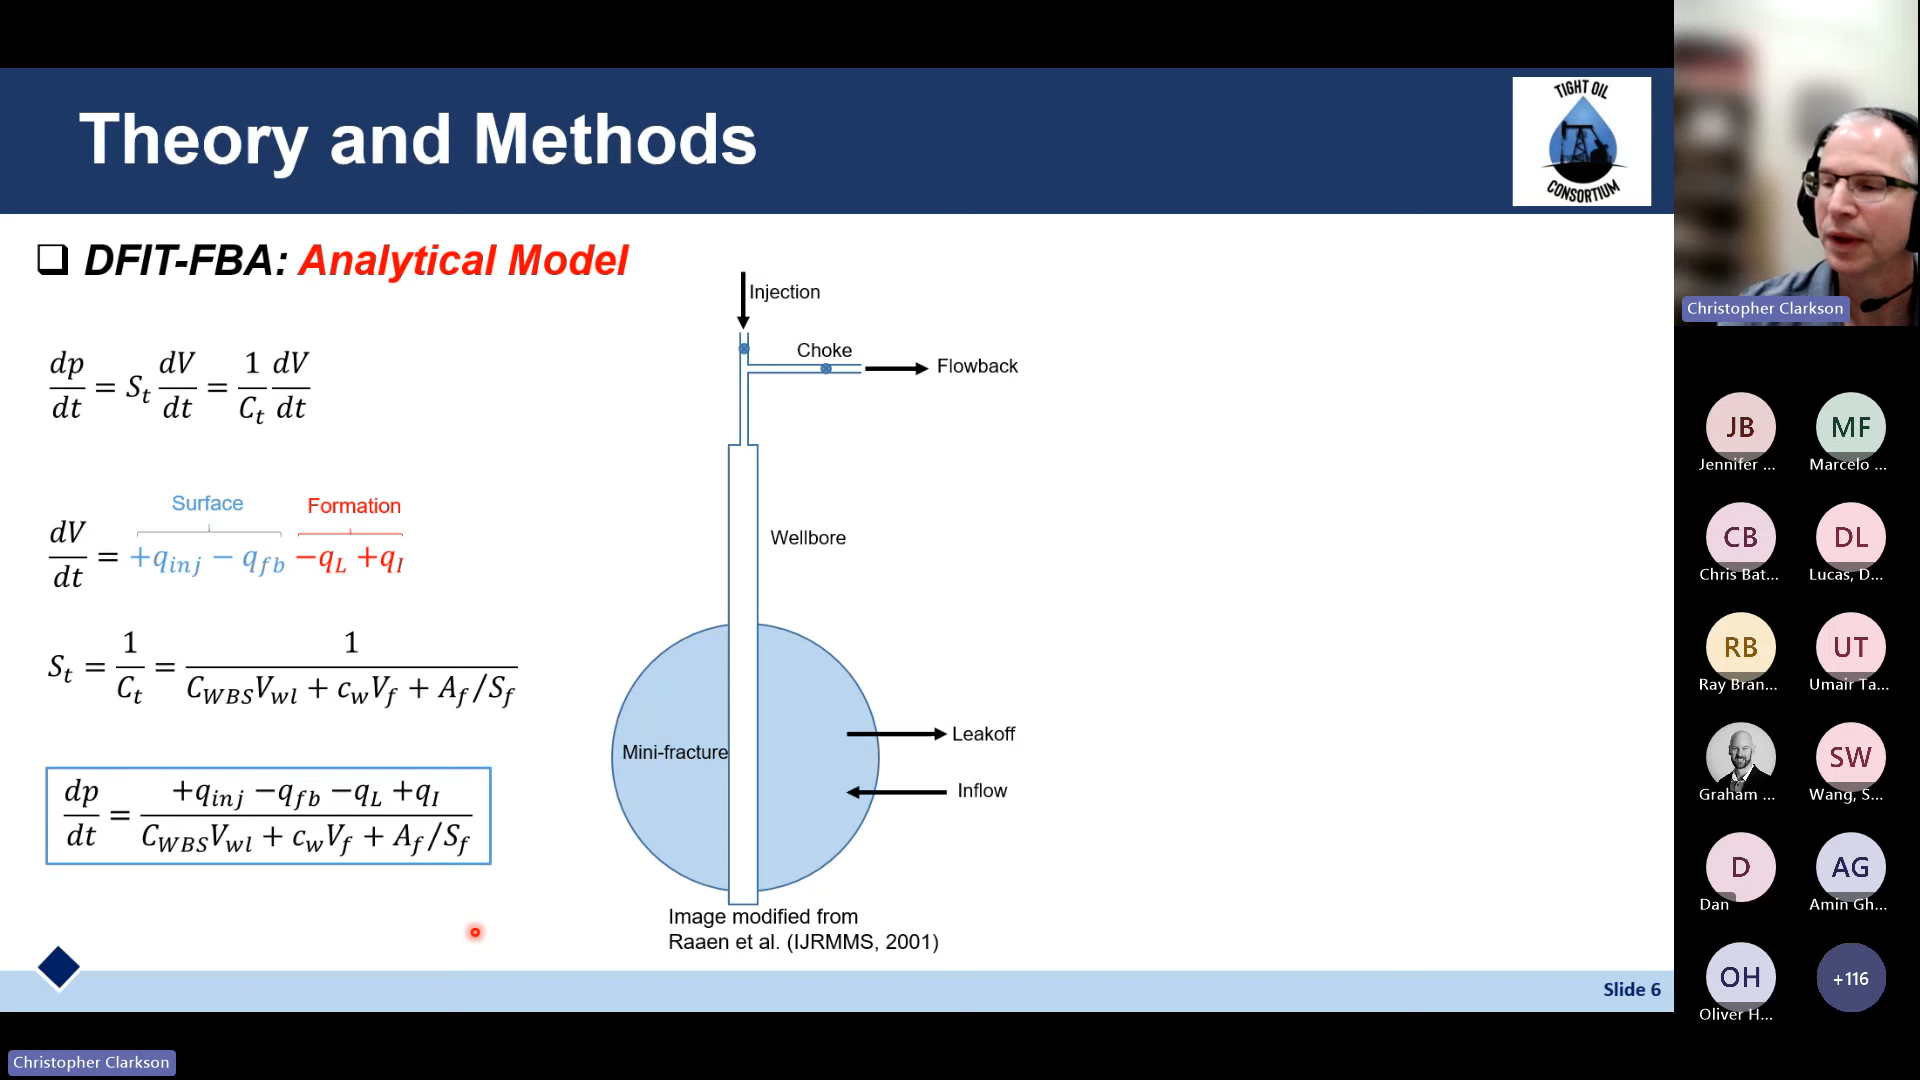 Theory and Methods
TIGHT OIL
CONSORTIUM
DFIT-FBA: Analytical Model
dp/dt = S_t dV/dt = 1/C_t dV/dt
Surface
Formation
dV/dt = +q_inj − q_fb −q_L +q_I
S_t = 1/C_t = 1/(C_WBS V_wl + c_w V_f + A_f/S_f)
dp/dt = (+q_inj −q_fb −q_L +q_I)/(C_WBS V_wl + c_w V_f + A_f/S_f)
Injection
Choke
Flowback
Wellbore
Mini-fracture
Leakoff
Inflow
Image modified from
Raaen et al. (IJRMMS, 2001)
Slide 6
Christopher Clarkson
Christopher Clarkson
JB
MF
Jennifer ...
Marcelo ...
CB
DL
Chris Bat...
Lucas, D...
RB
UT
Ray Bran...
Umair Ta...
SW
Graham ...
Wang, S...
D
AG
Dan
Amin Gh...
OH
+116
Oliver H...